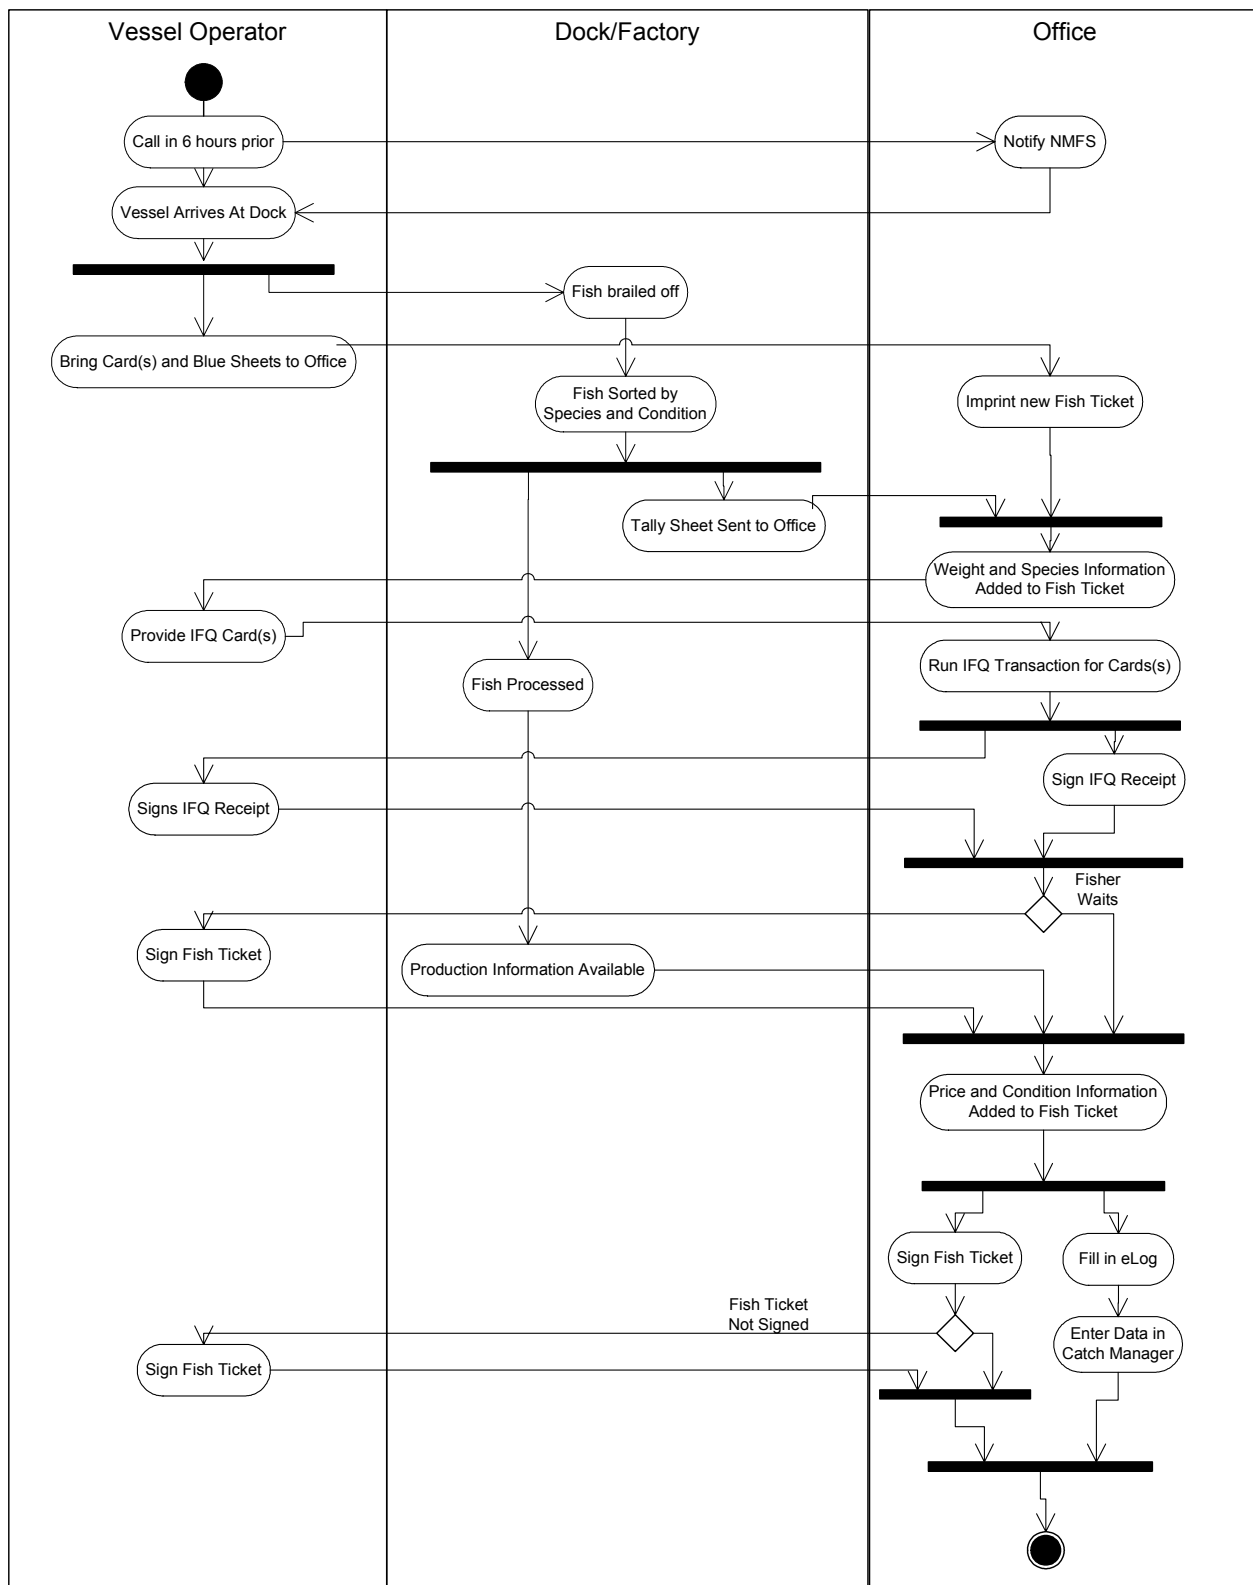 Vessel Operator
Dock/Factory
Office
Call in 6 hours prior
Notify NMFS
Vessel Arrives At Dock
Fish brailed off
Bring Card(s) and Blue Sheets to Office
Fish Sorted by
Species and Condition
Imprint new Fish Ticket
Tally Sheet Sent to Office
Weight and Species Information
Added to Fish Ticket
Provide IFQ Card(s)
Run IFQ Transaction for Cards(s)
Fish Processed
Sign IFQ Receipt
Signs IFQ Receipt
Fisher
Waits
Sign Fish Ticket
Production Information Available
Price and Condition Information
Added to Fish Ticket
Sign Fish Ticket
Fill in eLog
Fish Ticket
Not Signed
Enter Data in
Catch Manager
Sign Fish Ticket